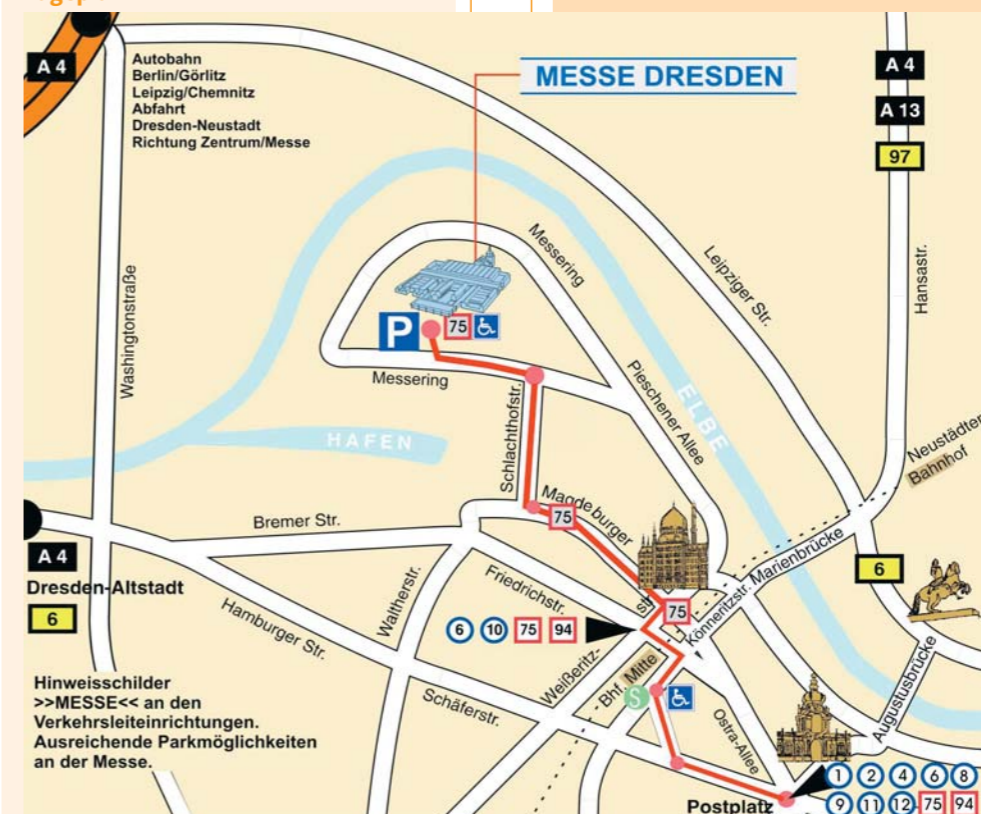 A 4
Autobahn
Berlin/Görlitz
Leipzig/Chemnitz
Abfahrt
Dresden-Neustadt
Richtung Zentrum/Messe
MESSE DRESDEN
A 4
A 13
97
Messering
Leipziger Str.
Hansastr.
Washingtonstraße
P
75
Messering
Pieschener Allee
ELBE
HAFEN
Schlachthofstr.
Neustädter
Bahnhof
Magdeburger
75
Bremer Str.
A 4
Dresden-Altstadt
6
Hamburger Str.
Waltherstr.
Friedrichstr.
6 10 75 94
75
Könneritzstr.
Marienbrücke
6
Weißeritz-
Bhf. Mitte
S
Ostra-Allee
Augustusbrücke
Schäferstr.
Hinweisschilder
>>MESSE<< an den
Verkehrsleiteinrichtungen.
Ausreichende Parkmöglichkeiten
an der Messe.
Postplatz
1 2 4 6 8
9 11 12 75 94